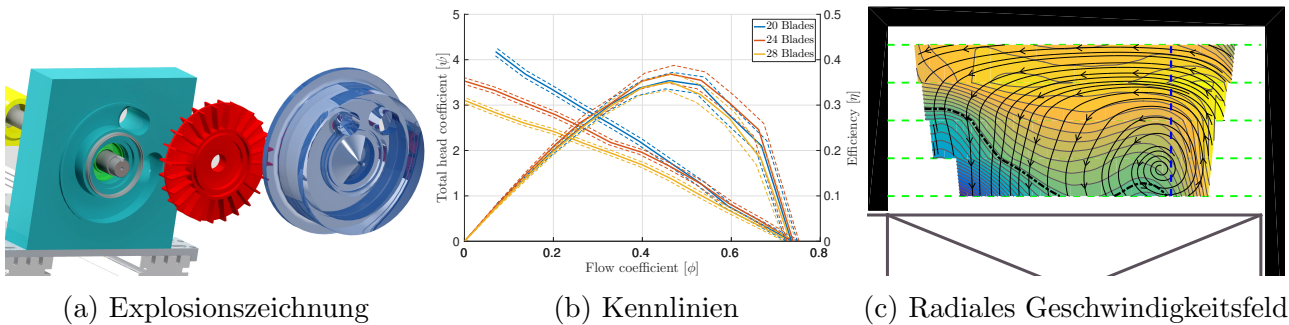 5
4
3
2
1
0
Total head coefficient [ψ]
0 0.2 0.4 0.6 0.8
Flow coefficient [ϕ]
0.5
0.4
0.3
0.2
0.1
0
Efficiency [η]
20 Blades
24 Blades
28 Blades
(a) Explosionszeichnung
(b) Kennlinien
(c) Radiales Geschwindigkeitsfeld